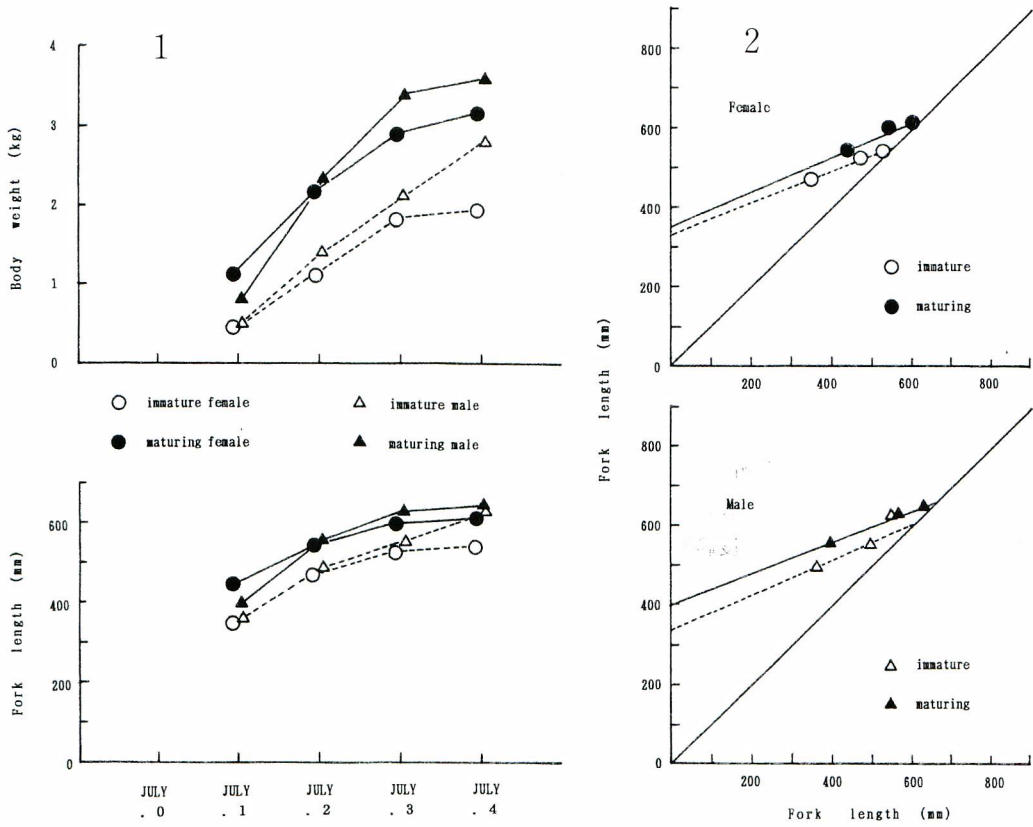 1
Body weight (kg)
4
3
2
1
0
immature female
immature male
maturing female
maturing male
Fork length (mm)
600
400
200
0
JULY JULY JULY JULY JULY
. 0 . 1 . 2 . 3 . 4
2
Fork length (mm)
Female
800
600
400
200
0
immature
maturing
200 400 600 800
Male
800
600
400
200
0
immature
maturing
200 400 600 800
Fork length (mm)